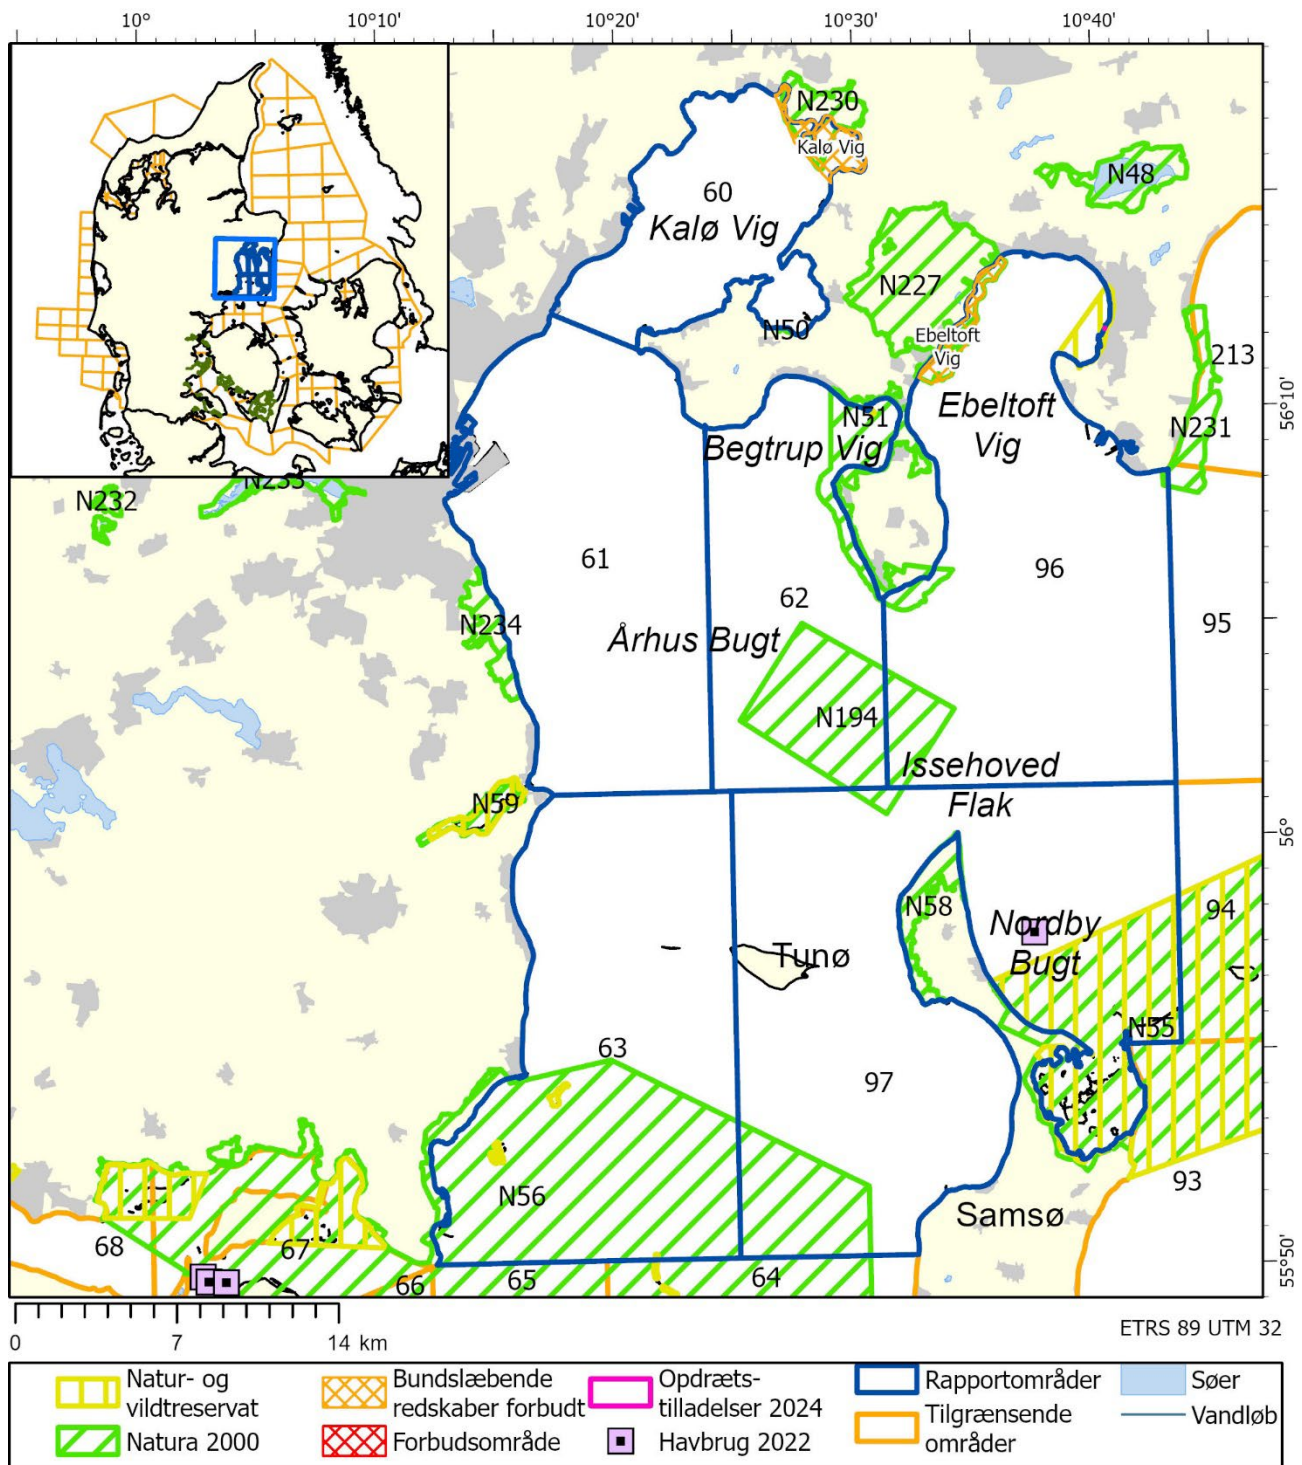 10° 10°10' 10°20' 10°30' 10°40'
N230
Kalø Vig
N48
60
Kalø Vig
N227
N50
Ebeltoft
Vig
213
56°10'
N51
Ebeltoft
Vig
Begtrup Vig
N231
N232
N233
61
62
96
95
N234
Århus Bugt
N194
Issehoved
Flak
N59
56°
N58
94
Nordby
Bugt
Tunø
N55
63
97
93
N56
Samsø
68
67
66
65
64
55°50'
0 7 14 km
ETRS 89 UTM 32
Natur- og
vildtreservat
Natura 2000
Bundslæbende
redskaber forbudt
Forbudsområde
Opdræts-
tilladelser 2024
Havbrug 2022
Rapportområder
Tilgrænsende
områder
Søer
Vandløb